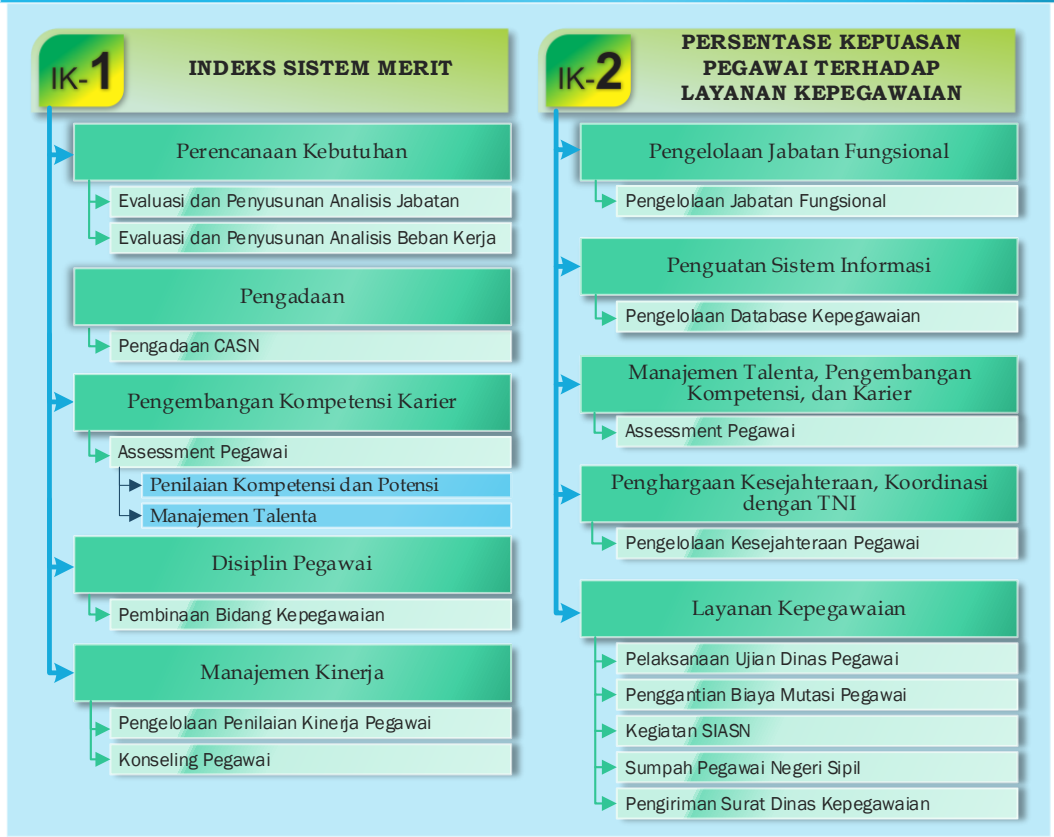 IK-1
INDEKS SISTEM MERIT
Perencanaan Kebutuhan
Evaluasi dan Penyusunan Analisis Jabatan
Evaluasi dan Penyusunan Analisis Beban Kerja
Pengadaan
Pengadaan CASN
Pengembangan Kompetensi Karier
Assessment Pegawai
Penilaian Kompetensi dan Potensi
Manajemen Talenta
Disiplin Pegawai
Pembinaan Bidang Kepegawaian
Manajemen Kinerja
Pengelolaan Penilaian Kinerja Pegawai
Konseling Pegawai
IK-2
PERSENTASE KEPUASAN
PEGAWAI TERHADAP
LAYANAN KEPEGAWAIAN
Pengelolaan Jabatan Fungsional
Pengelolaan Jabatan Fungsional
Penguatan Sistem Informasi
Pengelolaan Database Kepegawaian
Manajemen Talenta, Pengembangan
Kompetensi, dan Karier
Assessment Pegawai
Penghargaan Kesejahteraan, Koordinasi
dengan TNI
Pengelolaan Kesejahteraan Pegawai
Layanan Kepegawaian
Pelaksanaan Ujian Dinas Pegawai
Penggantian Biaya Mutasi Pegawai
Kegiatan SIASN
Sumpah Pegawai Negeri Sipil
Pengiriman Surat Dinas Kepegawaian